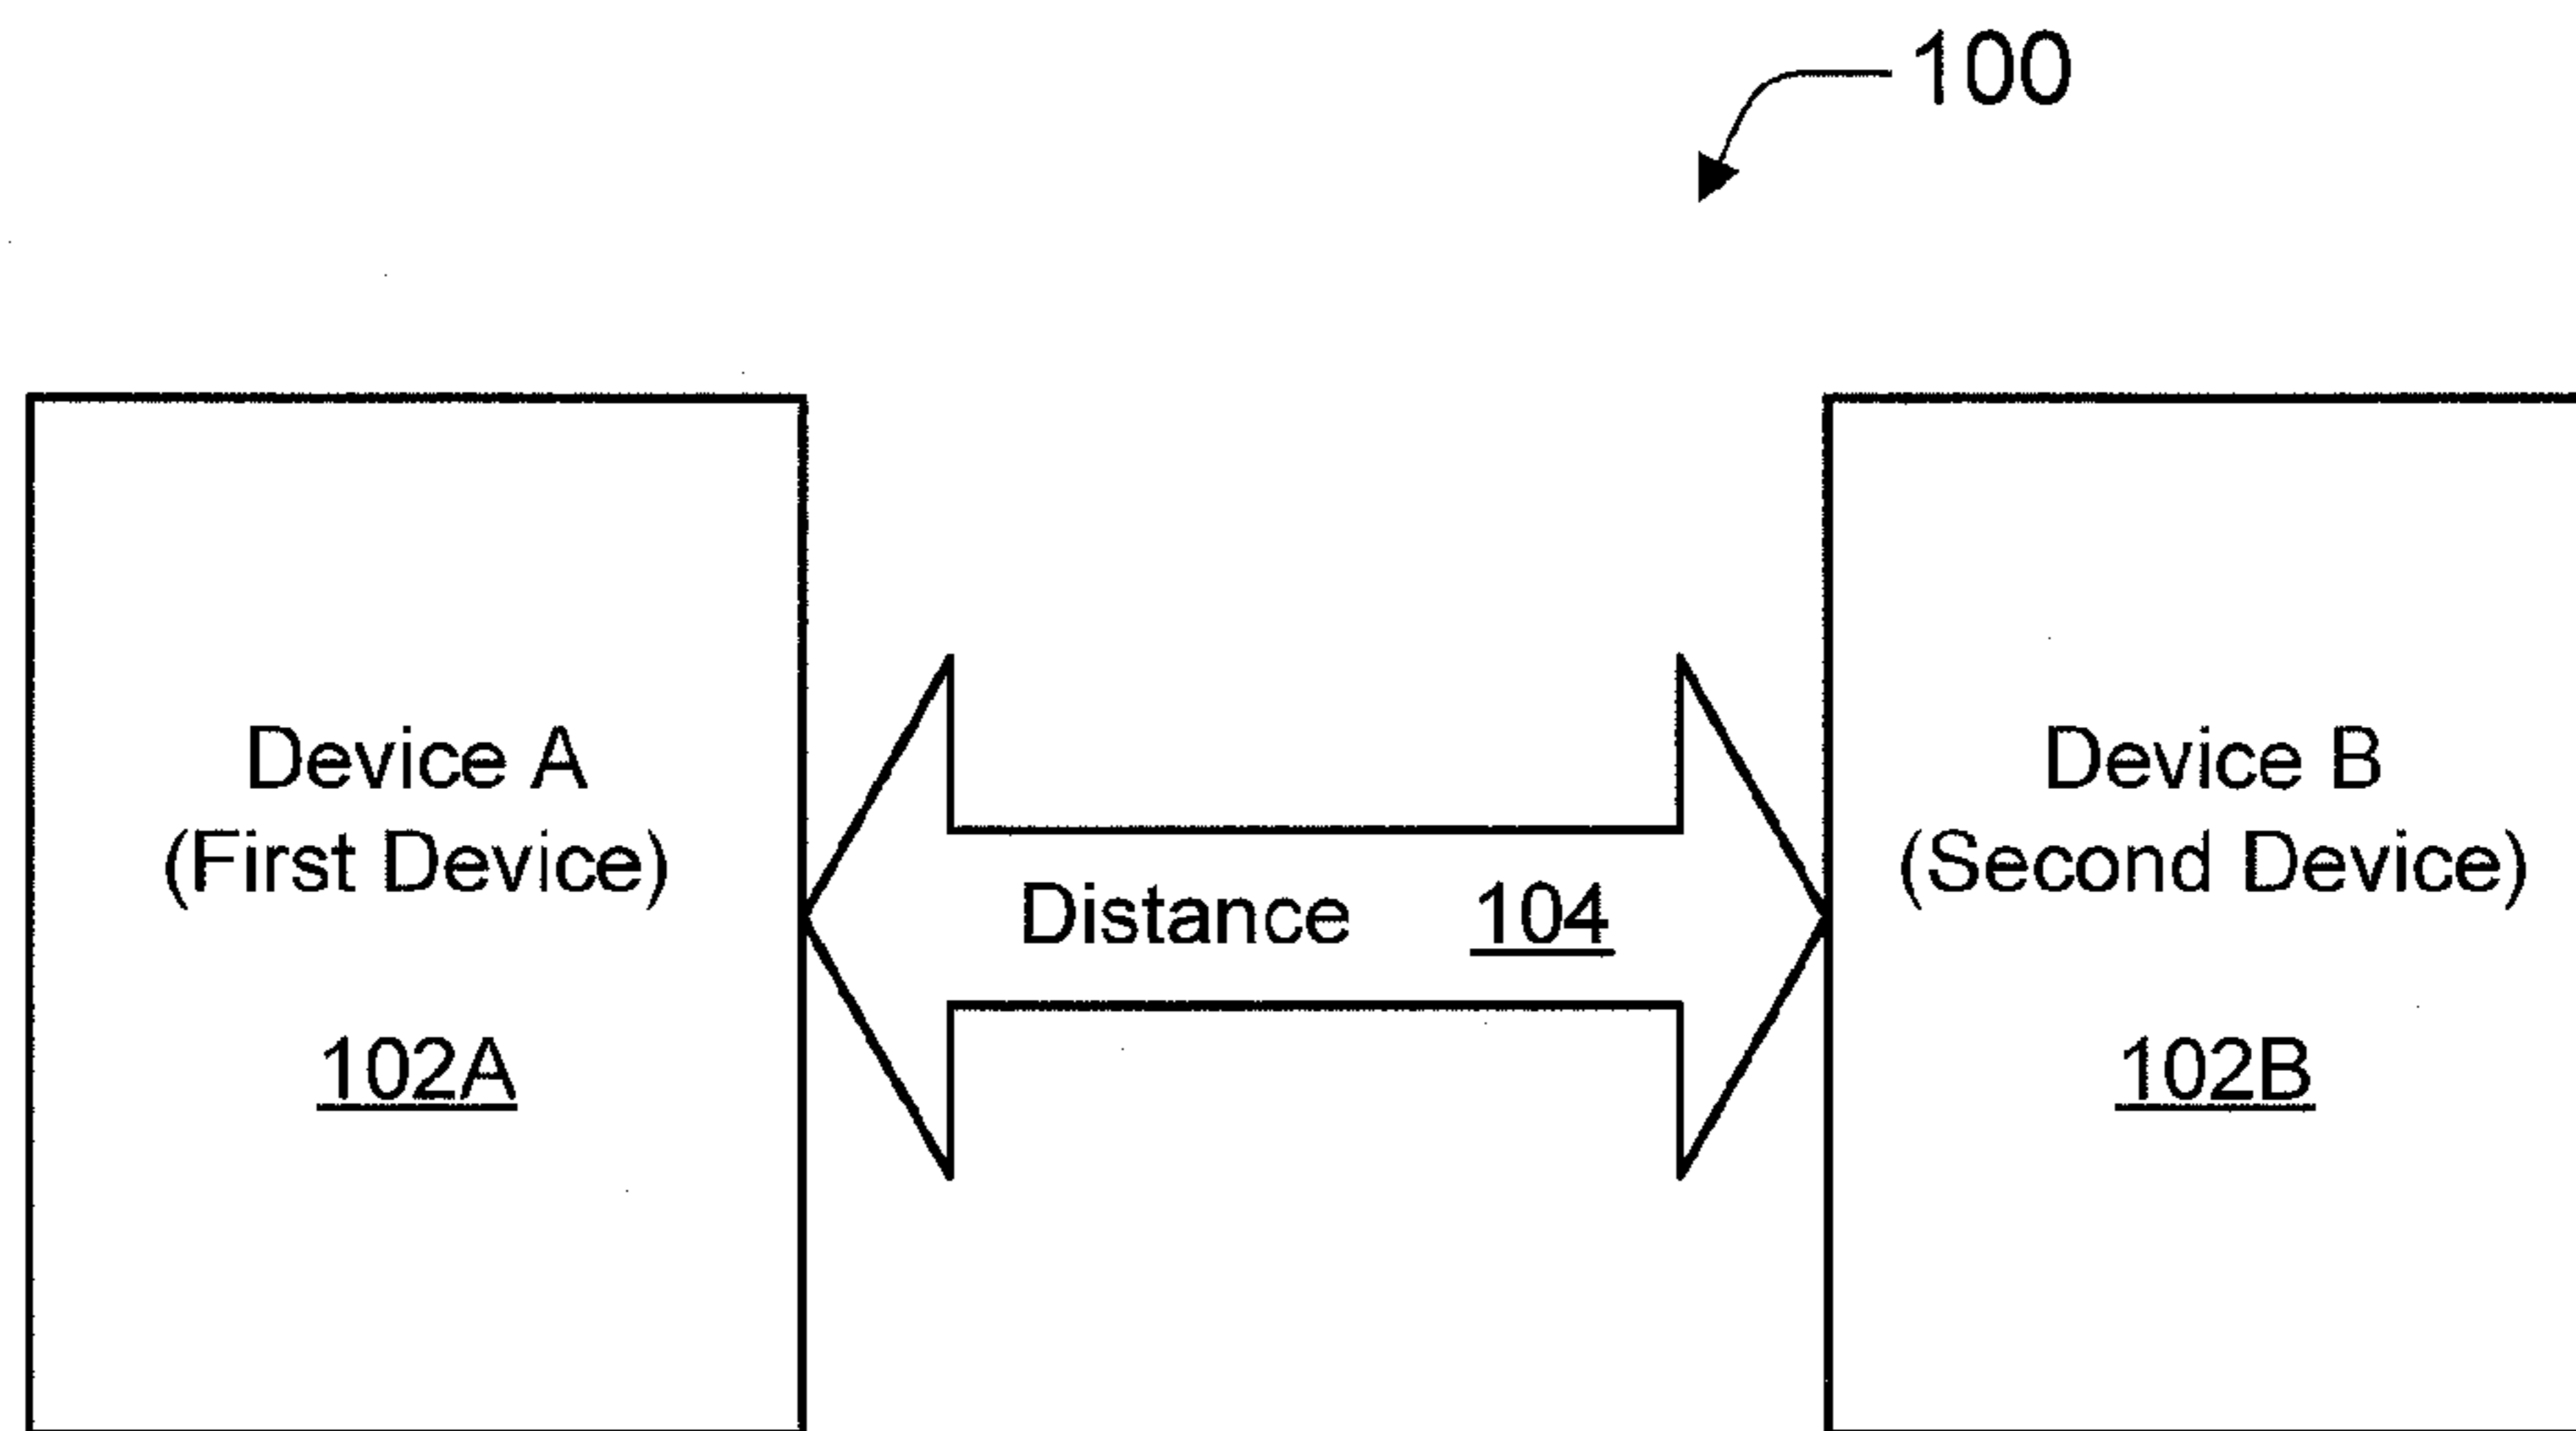 100
Device A
(First Device)
102A
Distance 104
Device B
(Second Device)
102B